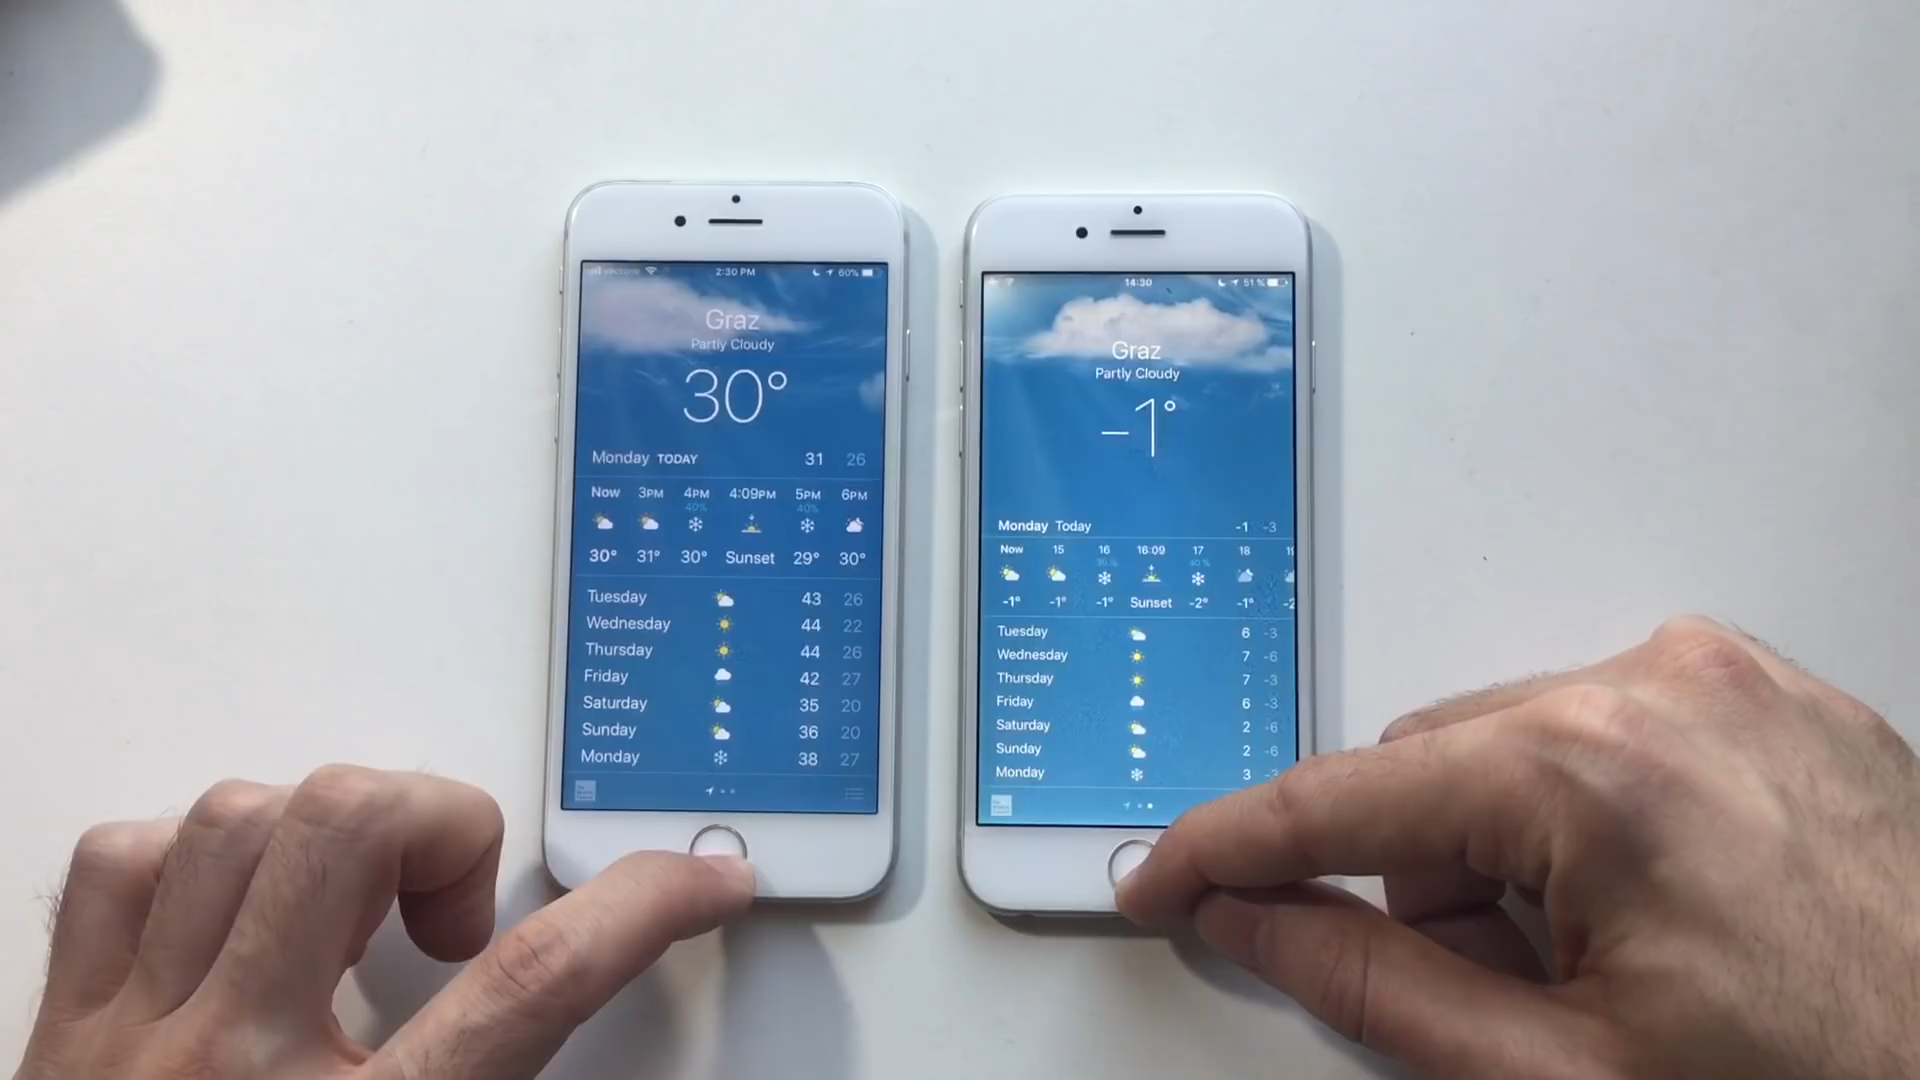 verizon 2:30 PM 60%
Graz
Partly Cloudy
30°
Monday TODAY 31 26
Now 3PM 4PM 4:09PM 5PM 6PM
40% 40%
30° 31° 30° Sunset 29° 30°
Tuesday 43 26
Wednesday 44 22
Thursday 44 26
Friday 42 27
Saturday 35 20
Sunday 36 20
Monday 38 27
14:30 51 %
Graz
Partly Cloudy
-1°
Monday Today -1 -3
Now 15 16 16:09 17 18
30 % 40 %
-1° -1° -1° Sunset -2° -1°
Tuesday 6 -3
Wednesday 7 -6
Thursday 7 -3
Friday 6 -3
Saturday 2 -6
Sunday 2 -6
Monday 3 -3